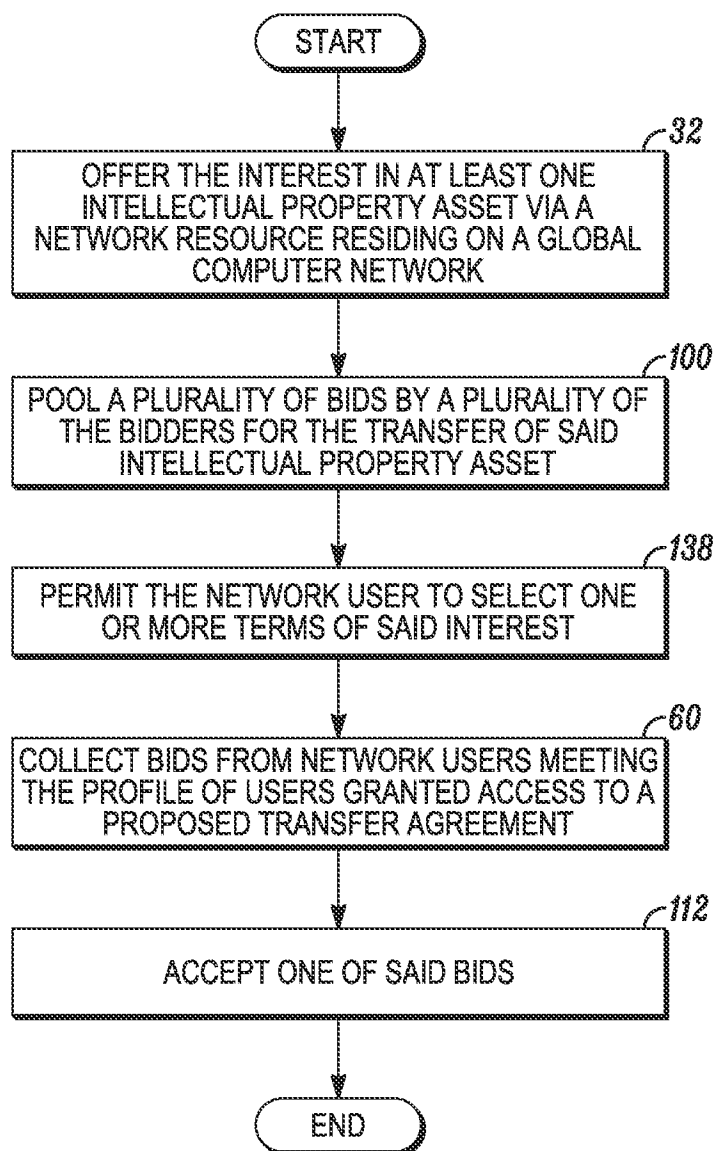 START
32
OFFER THE INTEREST IN AT LEAST ONE
INTELLECTUAL PROPERTY ASSET VIA A
NETWORK RESOURCE RESIDING ON A GLOBAL
COMPUTER NETWORK
100
POOL A PLURALITY OF BIDS BY A PLURALITY OF
THE BIDDERS FOR THE TRANSFER OF SAID
INTELLECTUAL PROPERTY ASSET
138
PERMIT THE NETWORK USER TO SELECT ONE
OR MORE TERMS OF SAID INTEREST
60
COLLECT BIDS FROM NETWORK USERS MEETING
THE PROFILE OF USERS GRANTED ACCESS TO A
PROPOSED TRANSFER AGREEMENT
112
ACCEPT ONE OF SAID BIDS
END